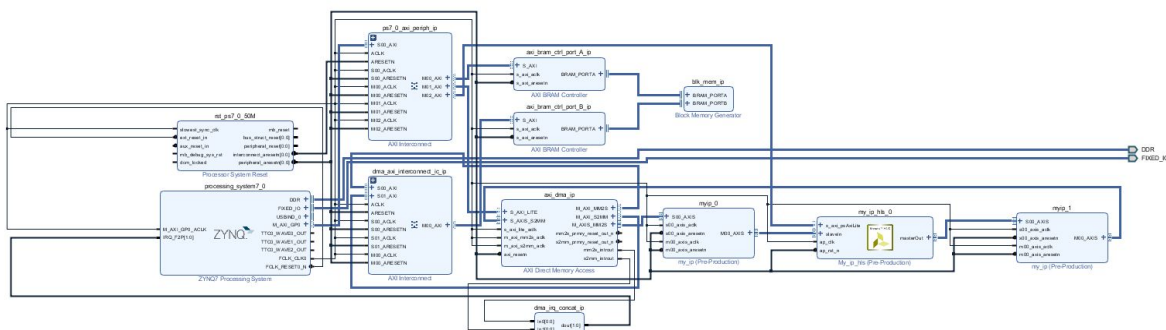 ps7_0_axi_periph_ip
S00_AXI
ACLK
ARESETN
S00_ACLK
S00_ARESETN
M00_ACLK
M00_ARESETN
M01_ACLK
M01_ARESETN
M02_ACLK
M02_ARESETN
M00_AXI
M01_AXI
M02_AXI
AXI Interconnect
axi_bram_ctrl_port_A_ip
S_AXI
s_axi_aclk
s_axi_aresetn
BRAM_PORTA
AXI BRAM Controller
blk_mem_ip
BRAM_PORTA
BRAM_PORTB
Block Memory Generator
axi_bram_ctrl_port_B_ip
S_AXI
s_axi_aclk
s_axi_aresetn
BRAM_PORTA
AXI BRAM Controller
rst_ps7_0_50M
slowest_sync_clk
ext_reset_in
aux_reset_in
mb_debug_sys_rst
dcm_locked
mb_reset
bus_struct_reset[0:0]
peripheral_reset[0:0]
interconnect_aresetn[0:0]
peripheral_aresetn[0:0]
Processor System Reset
DDR
FIXED_IO
processing_system7_0
M_AXI_GP0_ACLK
IRQ_F2P[1:0]
ZYNQ
DDR
FIXED_IO
USBIND_0
M_AXI_GP0
TTC0_WAVE0_OUT
TTC0_WAVE1_OUT
TTC0_WAVE2_OUT
FCLK_CLK0
FCLK_RESET0_N
ZYNQ7 Processing System
dma_axi_interconnect_ic_ip
S00_AXI
S01_AXI
ACLK
ARESETN
S00_ACLK
S00_ARESETN
S01_ACLK
S01_ARESETN
M00_ACLK
M00_ARESETN
M00_AXI
AXI Interconnect
axi_dma_ip
S_AXI_LITE
S_AXIS_S2MM
s_axi_lite_aclk
m_axi_mm2s_aclk
m_axi_s2mm_aclk
axi_resetn
M_AXI_MM2S
M_AXI_S2MM
M_AXIS_MM2S
mm2s_prmry_reset_out_n
s2mm_prmry_reset_out_n
mm2s_introut
s2mm_introut
AXI Direct Memory Access
myip_0
S00_AXIS
s00_axis_aclk
s00_axis_aresetn
m00_axis_aclk
m00_axis_aresetn
M00_AXIS
my_ip (Pre-Production)
my_ip_hls_0
datain
ap_clk
ap_rst_n
masterOut
My_ip_hls (Pre-Production)
myip_1
S00_AXIS
s00_axis_aclk
s00_axis_aresetn
m00_axis_aclk
m00_axis_aresetn
M00_AXIS
my_ip (Pre-Production)
dma_irq_concat_ip
In0[0:0]
dout[1:0]